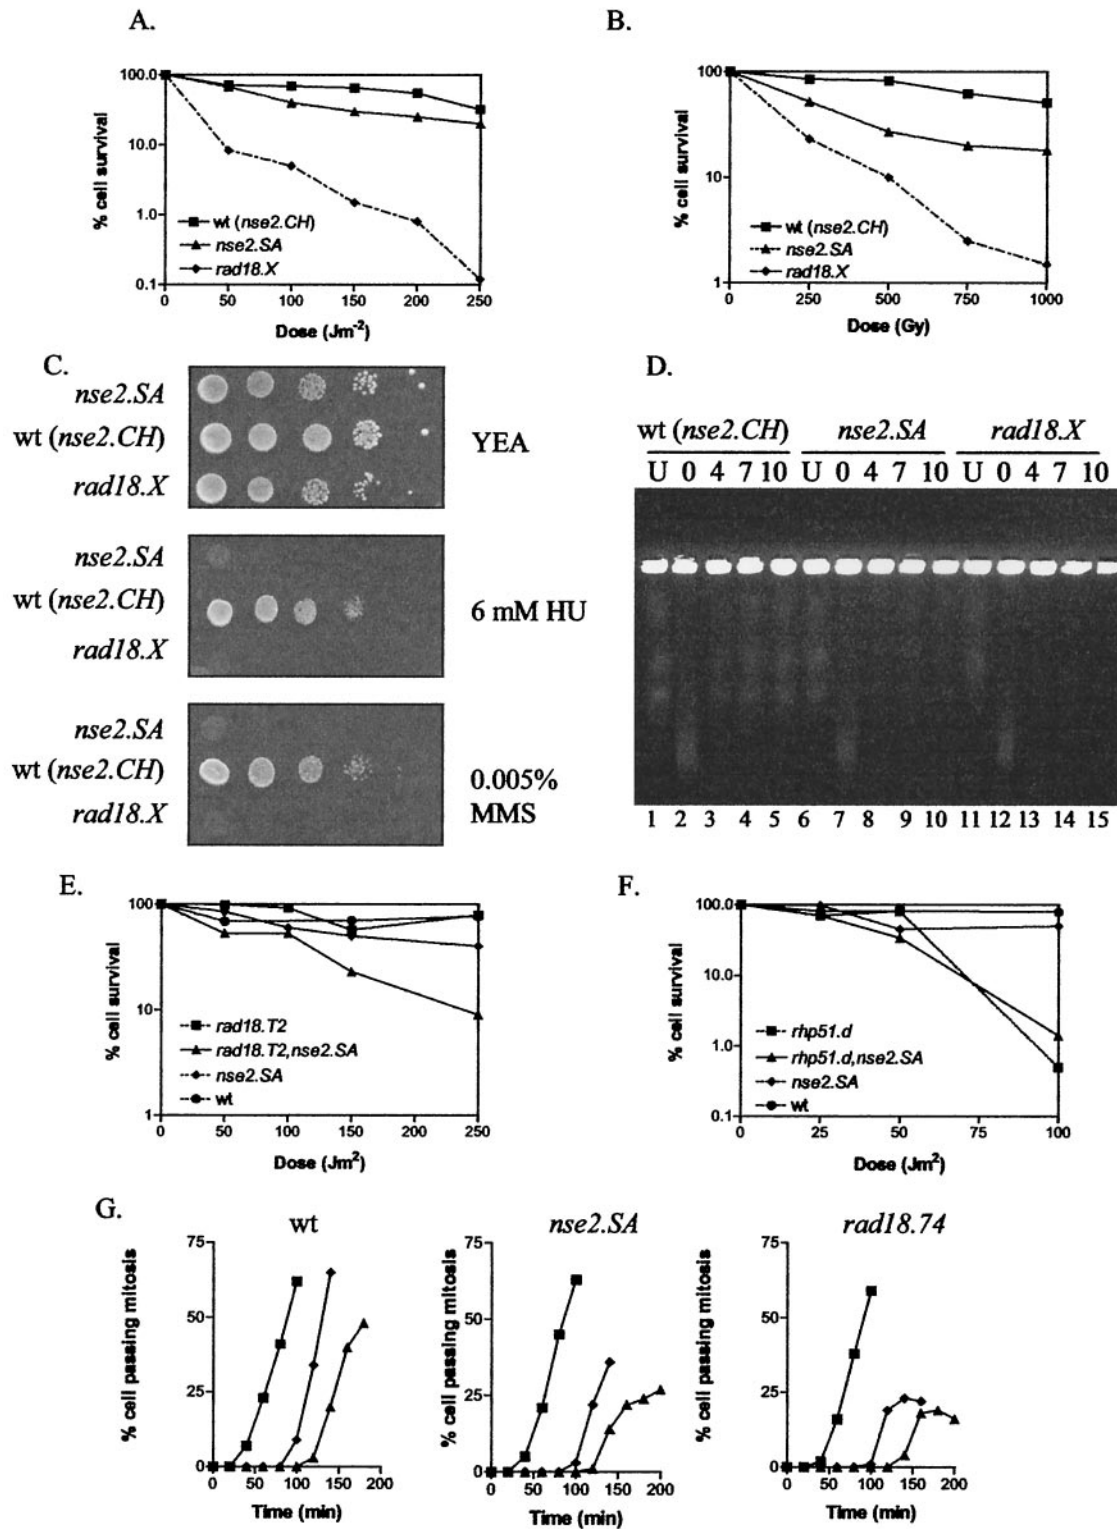 A.
B.
% cell survival
100.0
10.0
1.0
0.1
wt (nse2.CH)
nse2.SA
rad18.X
0 50 100 150 200 250
Dose (Jm-2)
% cell survival
100
10
1
wt (nse2.CH)
nse2.SA
rad18.X
0 250 500 750 1000
Dose (Gy)
C.
nse2.SA
wt (nse2.CH)
rad18.X
YEA
nse2.SA
wt (nse2.CH)
rad18.X
6 mM HU
nse2.SA
wt (nse2.CH)
rad18.X
0.005%
MMS
D.
wt (nse2.CH) nse2.SA rad18.X
U 0 4 7 10 U 0 4 7 10 U 0 4 7 10
1 2 3 4 5 6 7 8 9 10 11 12 13 14 15
E.
% cell survival
100
10
1
rad18.T2
rad18.T2,nse2.SA
nse2.SA
wt
0 50 100 150 200 250
Dose (Jm2)
F.
% cell survival
100.0
10.0
1.0
0.1
rhp51.d
rhp51.d,nse2.SA
nse2.SA
wt
0 25 50 75 100
Dose (Jm2)
G.
wt
% cell passing mitosis
75
50
25
0
0 50 100 150 200
Time (min)
nse2.SA
% cell passing mitosis
75
50
25
0
0 50 100 150 200
Time (min)
rad18.74
% cell passing mitosis
75
50
25
0
0 50 100 150 200
Time (min)